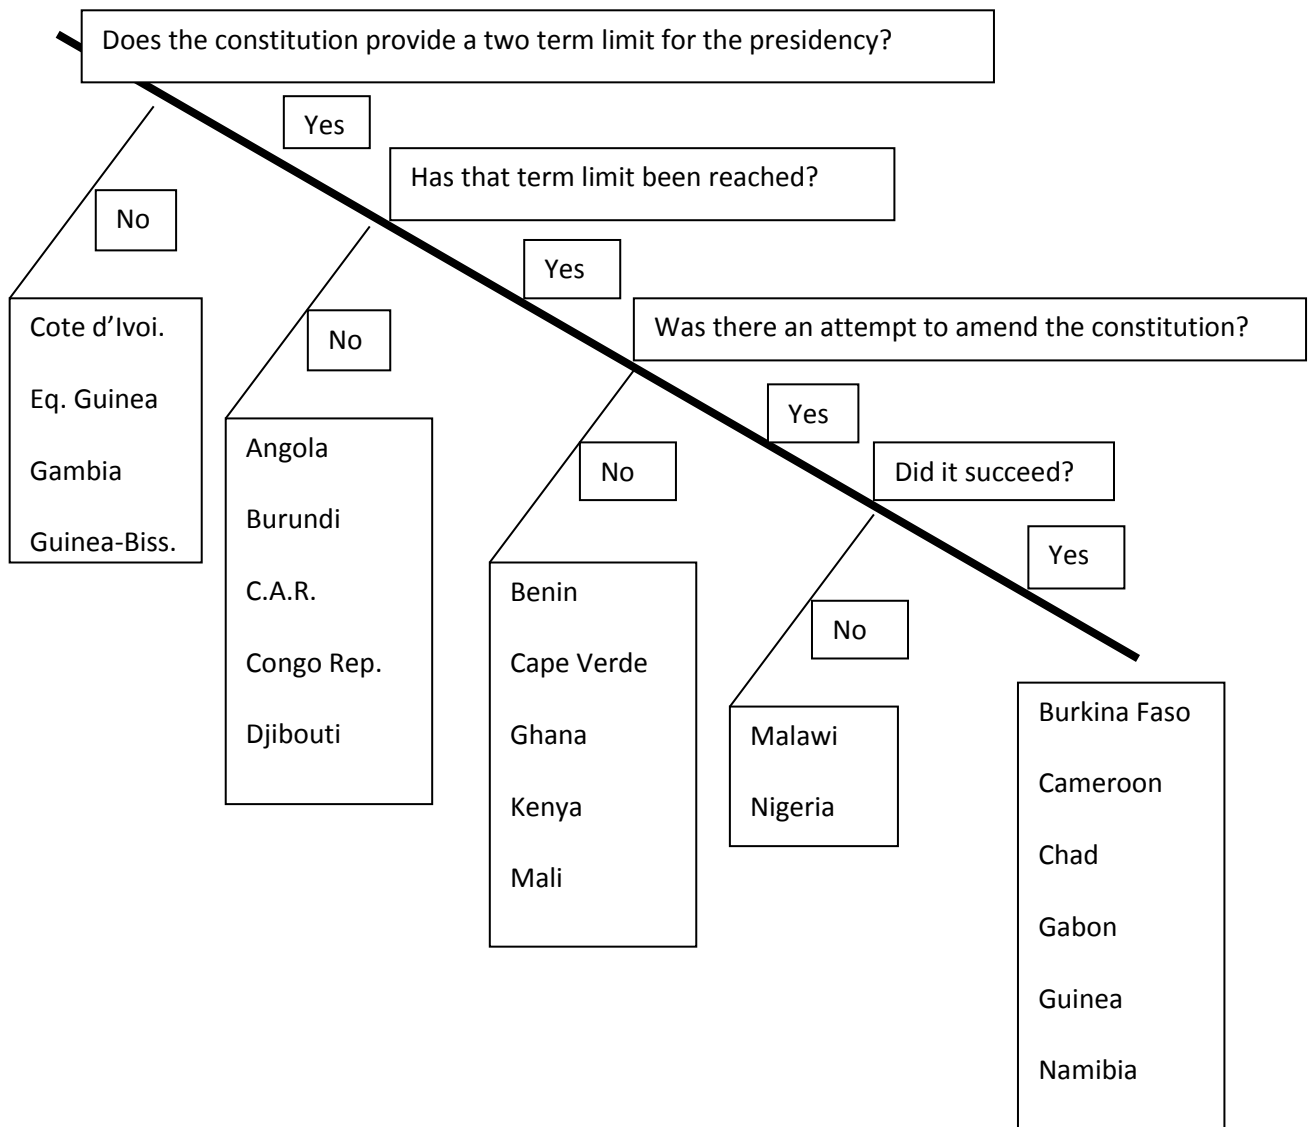 Does the constitution provide a two term limit for the presidency?
Yes
Has that term limit been reached?
No
Yes
Was there an attempt to amend the constitution?
No
Yes
Did it succeed?
No
Yes
No
Cote d’Ivoi.
Eq. Guinea
Gambia
Guinea-Biss.
Angola
Burundi
C.A.R.
Congo Rep.
Djibouti
Benin
Cape Verde
Ghana
Kenya
Mali
Malawi
Nigeria
Burkina Faso
Cameroon
Chad
Gabon
Guinea
Namibia